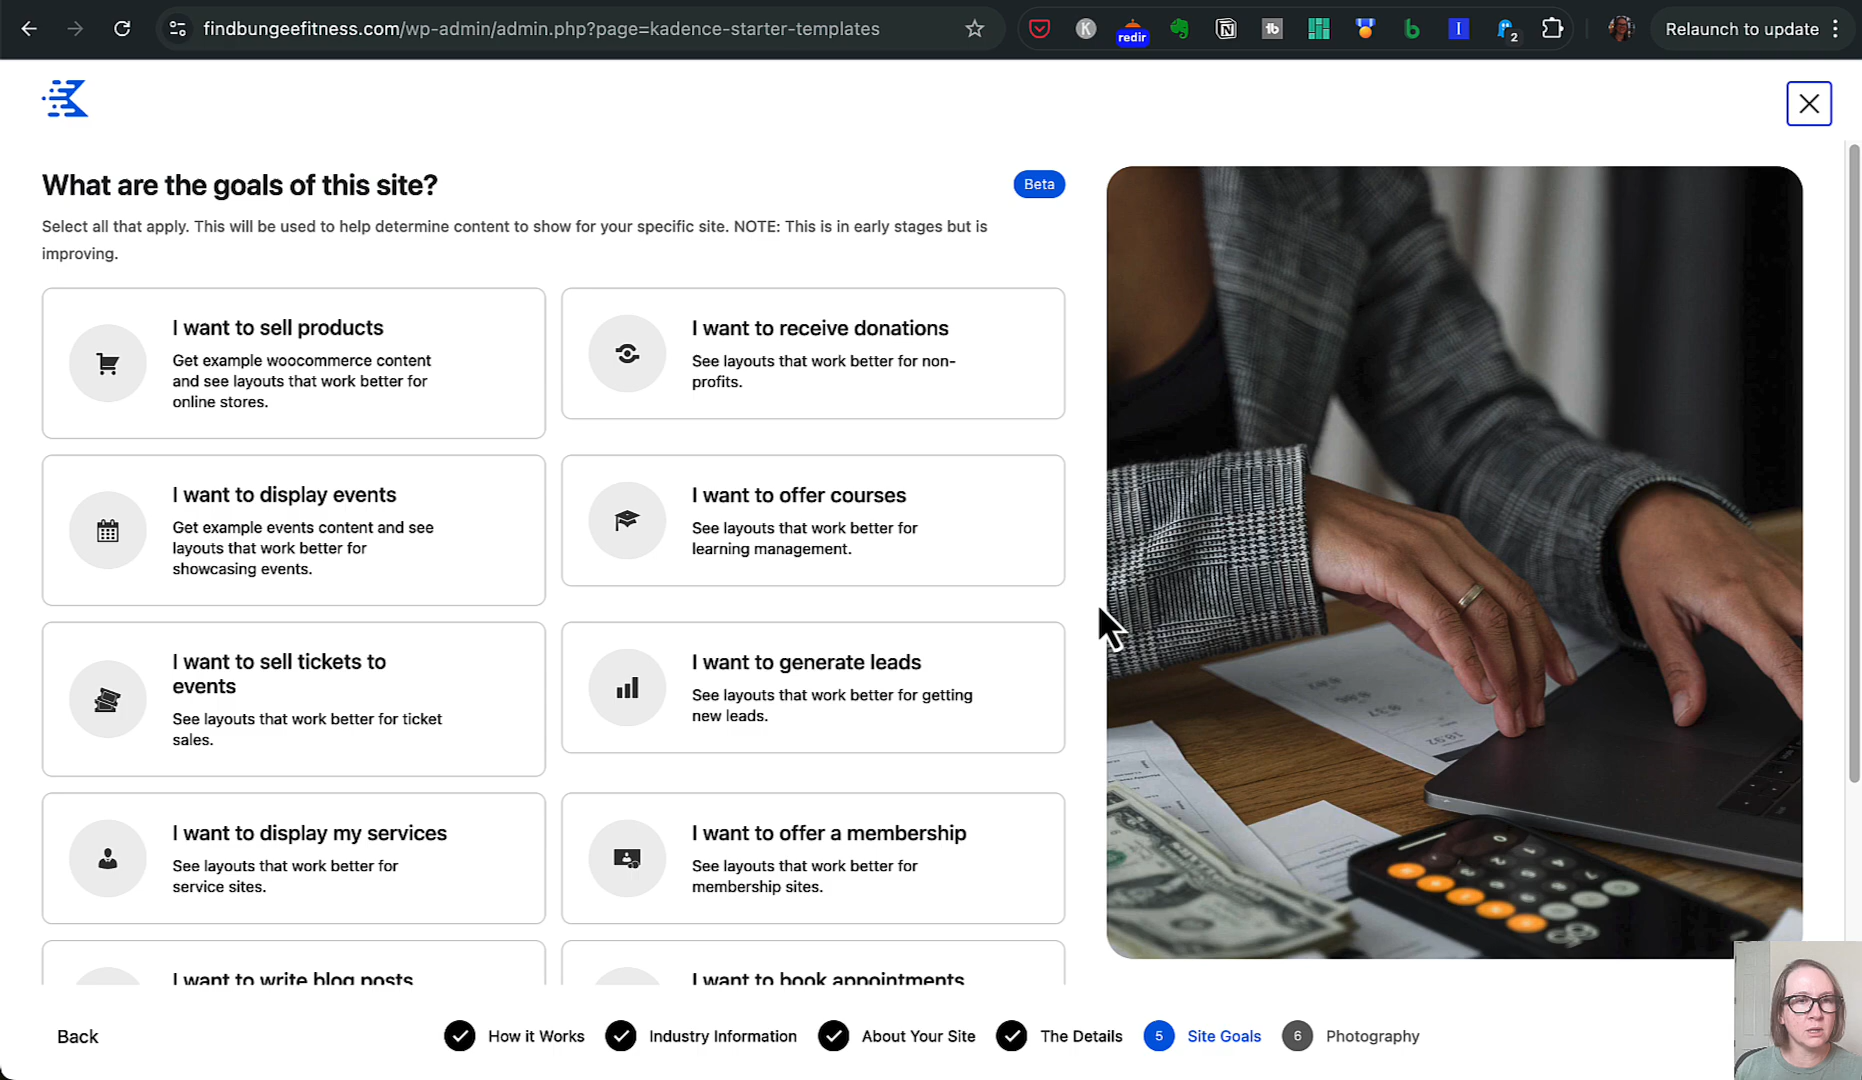 findbungeefitness.com/wp-admin/admin.php?page=kadence-starter-templates
K
redir
tb
b
I
2
Relaunch to update
What are the goals of this site?
Beta
Select all that apply. This will be used to help determine content to show for your specific site. NOTE: This is in early stages but is
improving.
I want to sell products
Get example woocommerce content
and see layouts that work better for
online stores.
I want to receive donations
See layouts that work better for non-
profits.
I want to display events
Get example events content and see
layouts that work better for
showcasing events.
I want to offer courses
See layouts that work better for
learning management.
I want to sell tickets to
events
See layouts that work better for ticket
sales.
I want to generate leads
See layouts that work better for getting
new leads.
I want to display my services
See layouts that work better for
service sites.
I want to offer a membership
See layouts that work better for
membership sites.
I want to write blog posts
I want to book appointments
Back
How it Works
Industry Information
About Your Site
The Details
5 Site Goals
6 Photography